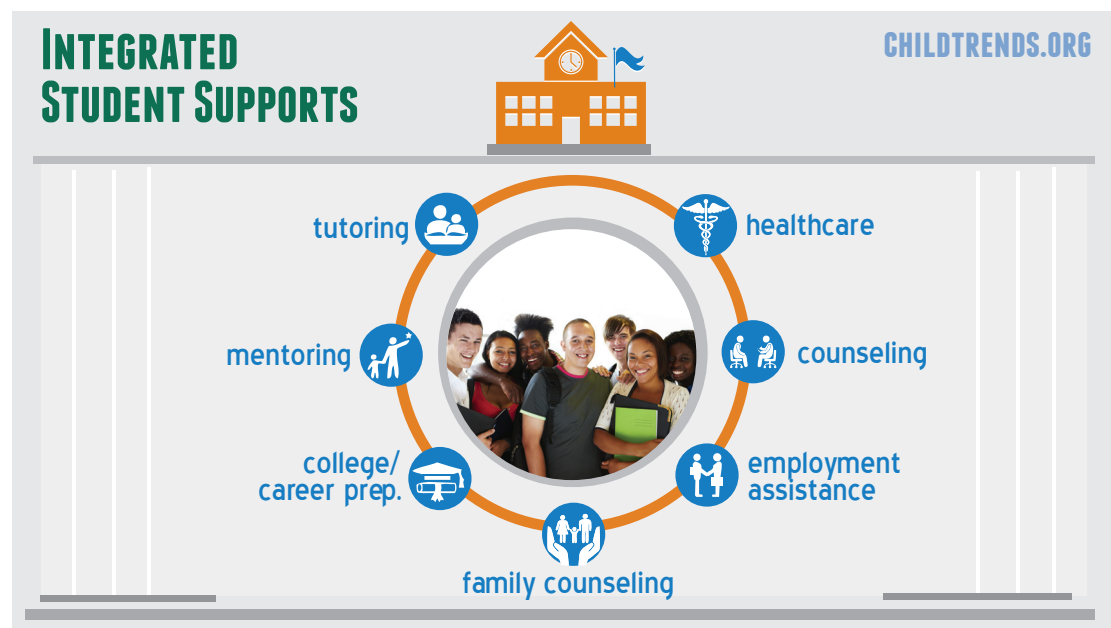 INTEGRATED
STUDENT SUPPORTS
CHILDTRENDS.ORG
tutoring
healthcare
mentoring
counseling
college/
career prep.
employment
assistance
family counseling